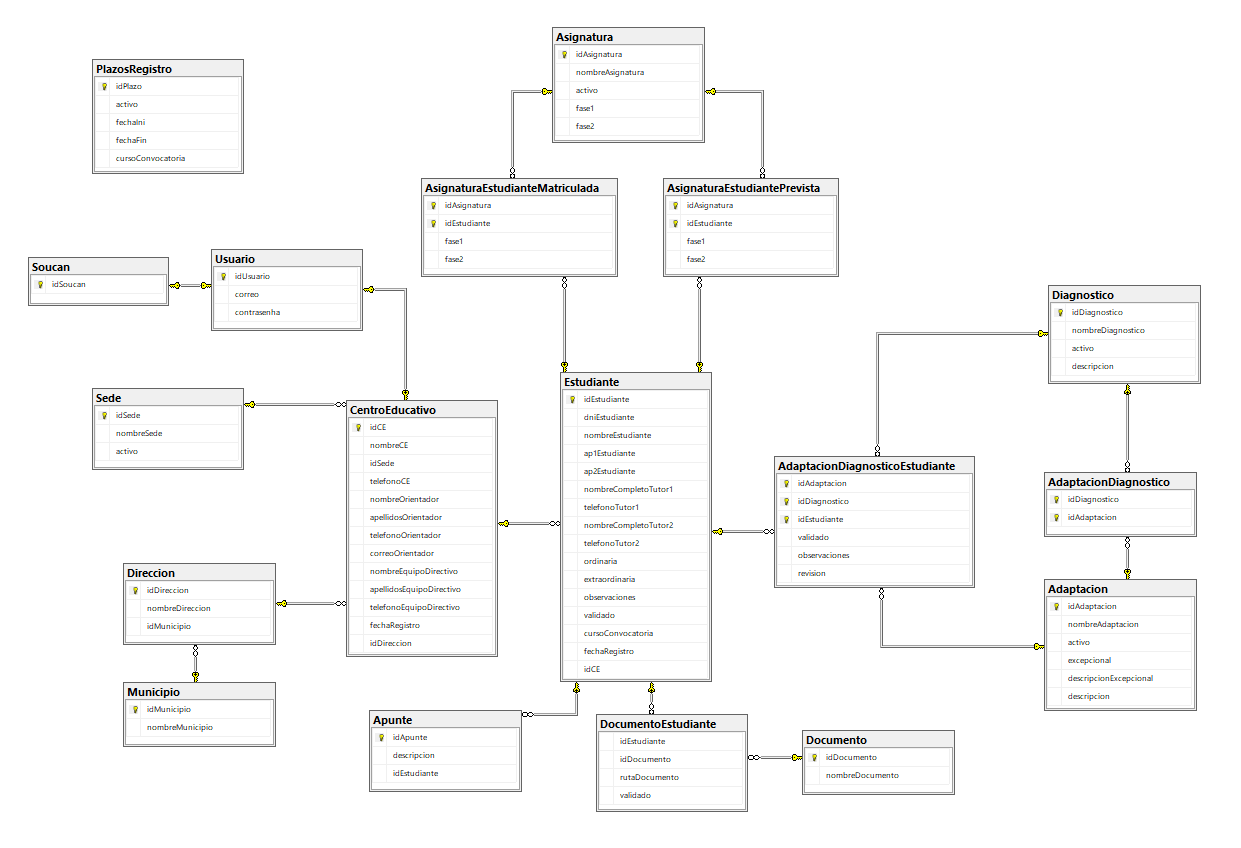 Asignatura
idAsignatura
nombreAsignatura
activo
fase1
fase2
PlazosRegistro
idPlazo
activo
fechaIni
fechaFin
cursoConvocatoria
AsignaturaEstudianteMatriculada
idAsignatura
idEstudiante
fase1
fase2
AsignaturaEstudiantePrevista
idAsignatura
idEstudiante
fase1
fase2
Soucan
idSoucan
Usuario
idUsuario
correo
contrasenha
Diagnostico
idDiagnostico
nombreDiagnostico
activo
descripcion
Sede
idSede
nombreSede
activo
CentroEducativo
idCE
nombreCE
idSede
telefonoCE
nombreOrientador
apellidosOrientador
telefonoOrientador
correoOrientador
nombreEquipoDirectivo
apellidosEquipoDirectivo
telefonoEquipoDirectivo
fechaRegistro
idDireccion
Estudiante
idEstudiante
dniEstudiante
nombreEstudiante
ap1Estudiante
ap2Estudiante
nombreCompletoTutor1
telefonoTutor1
nombreCompletoTutor2
telefonoTutor2
ordinaria
extraordinaria
observaciones
validado
cursoConvocatoria
fechaRegistro
idCE
AdaptacionDiagnosticoEstudiante
idAdaptacion
idDiagnostico
idEstudiante
validado
observaciones
revision
AdaptacionDiagnostico
idDiagnostico
idAdaptacion
Direccion
idDireccion
nombreDireccion
idMunicipio
Adaptacion
idAdaptacion
nombreAdaptacion
activo
excepcional
descripcionExcepcional
descripcion
Municipio
idMunicipio
nombreMunicipio
Apunte
idApunte
descripcion
idEstudiante
DocumentoEstudiante
idEstudiante
idDocumento
rutaDocumento
validado
Documento
idDocumento
nombreDocumento